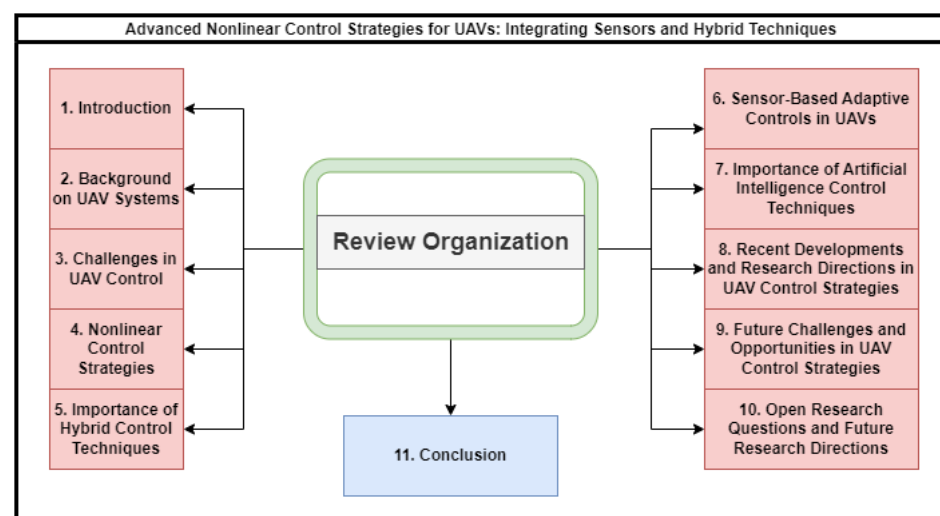 Advanced Nonlinear Control Strategies for UAVs: Integrating Sensors and Hybrid Techniques
1. Introduction
2. Background
on UAV Systems
3. Challenges in
UAV Control
4. Nonlinear
Control
Strategies
5. Importance of
Hybrid Control
Techniques
Review Organization
11. Conclusion
6. Sensor-Based Adaptive
Controls in UAVs
7. Importance of Artificial
Intelligence Control
Techniques
8. Recent Developments
and Research Directions in
UAV Control Strategies
9. Future Challenges and
Opportunities in UAV
Control Strategies
10. Open Research
Questions and Future
Research Directions